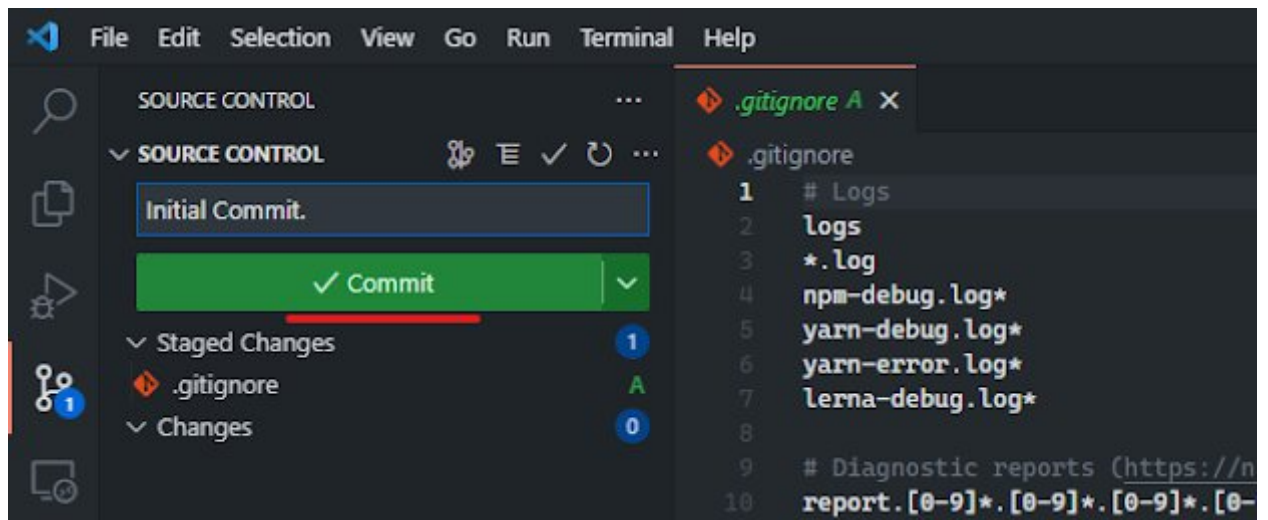 File Edit Selection View Go Run Terminal Help
SOURCE CONTROL
SOURCE CONTROL
Initial Commit.
Commit
Staged Changes 1
.gitignore A
Changes 0
1
.gitignore A
.gitignore
1 # Logs
2 logs
3 *.log
4 npm-debug.log*
5 yarn-debug.log*
6 yarn-error.log*
7 lerna-debug.log*
8
9 # Diagnostic reports (https://n
10 report.[0-9]*.[0-9]*.[0-9]*.[0-